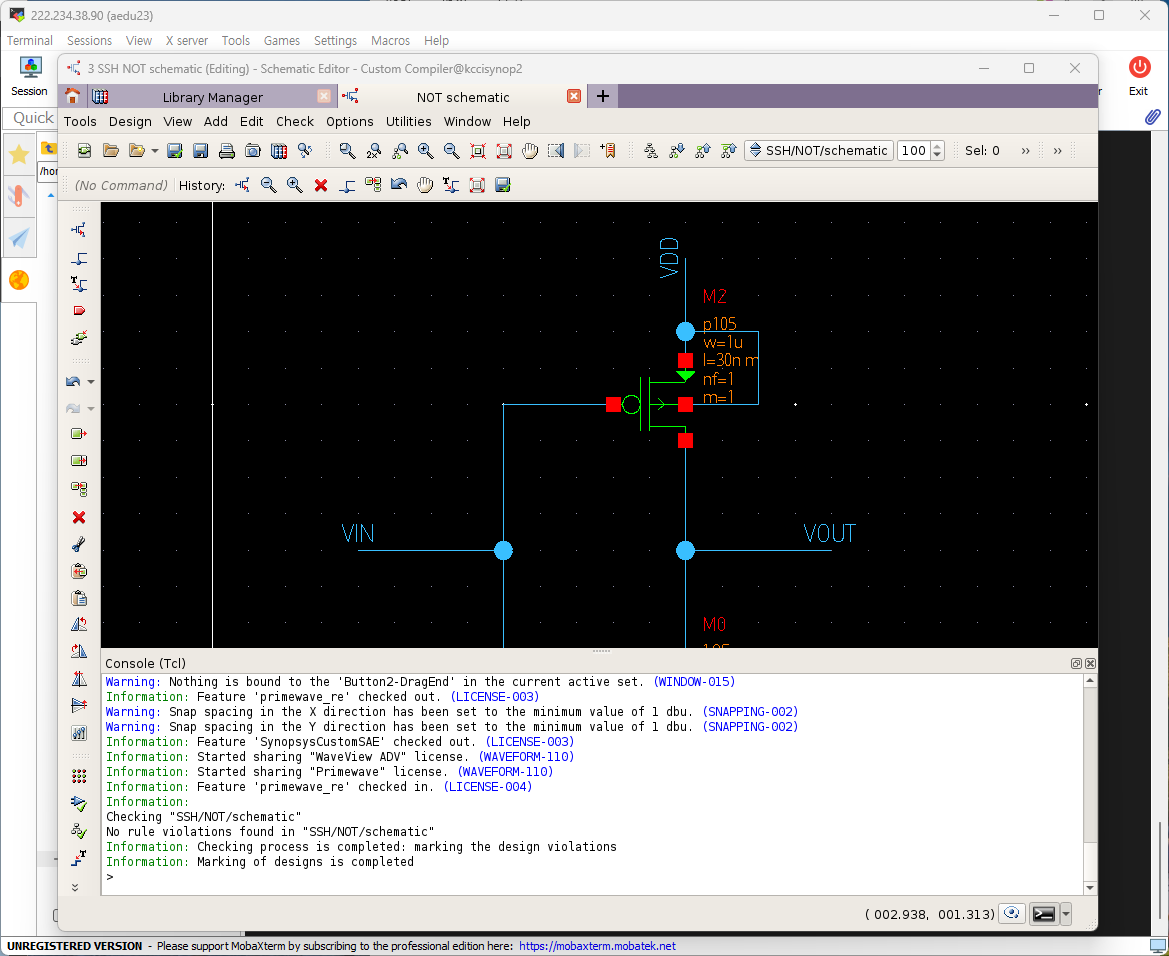 222.234.38.90 (aedu23)
Terminal Sessions View X server Tools Games Settings Macros Help
Session
Exit
Quick
/hor
3 SSH NOT schematic (Editing) - Schematic Editor - Custom Compiler@kccisynop2
Library Manager
NOT schematic
Tools Design View Add Edit Check Options Utilities Window Help
SSH/NOT/schematic 100 Sel: 0 » »
(No Command) History:
VDD
M2
p105
w=1u
l=30n m
nf=1
m=1
VIN
VOUT
M0
Console (Tcl)
Warning: Nothing is bound to the 'Button2-DragEnd' in the current active set. (WINDOW-015)
Information: Feature 'primewave_re' checked out. (LICENSE-003)
Warning: Snap spacing in the X direction has been set to the minimum value of 1 dbu. (SNAPPING-002)
Warning: Snap spacing in the Y direction has been set to the minimum value of 1 dbu. (SNAPPING-002)
Information: Feature 'SynopsysCustomSAE' checked out. (LICENSE-003)
Information: Started sharing "WaveView ADV" license. (WAVEFORM-110)
Information: Started sharing "Primewave" license. (WAVEFORM-110)
Information: Feature 'primewave_re' checked in. (LICENSE-004)
Information:
Checking "SSH/NOT/schematic"
No rule violations found in "SSH/NOT/schematic"
Information: Checking process is completed: marking the design violations
Information: Marking of designs is completed
>
( 002.938, 001.313)
UNREGISTERED VERSION - Please support MobaXterm by subscribing to the professional edition here: https://mobaxterm.mobatek.net